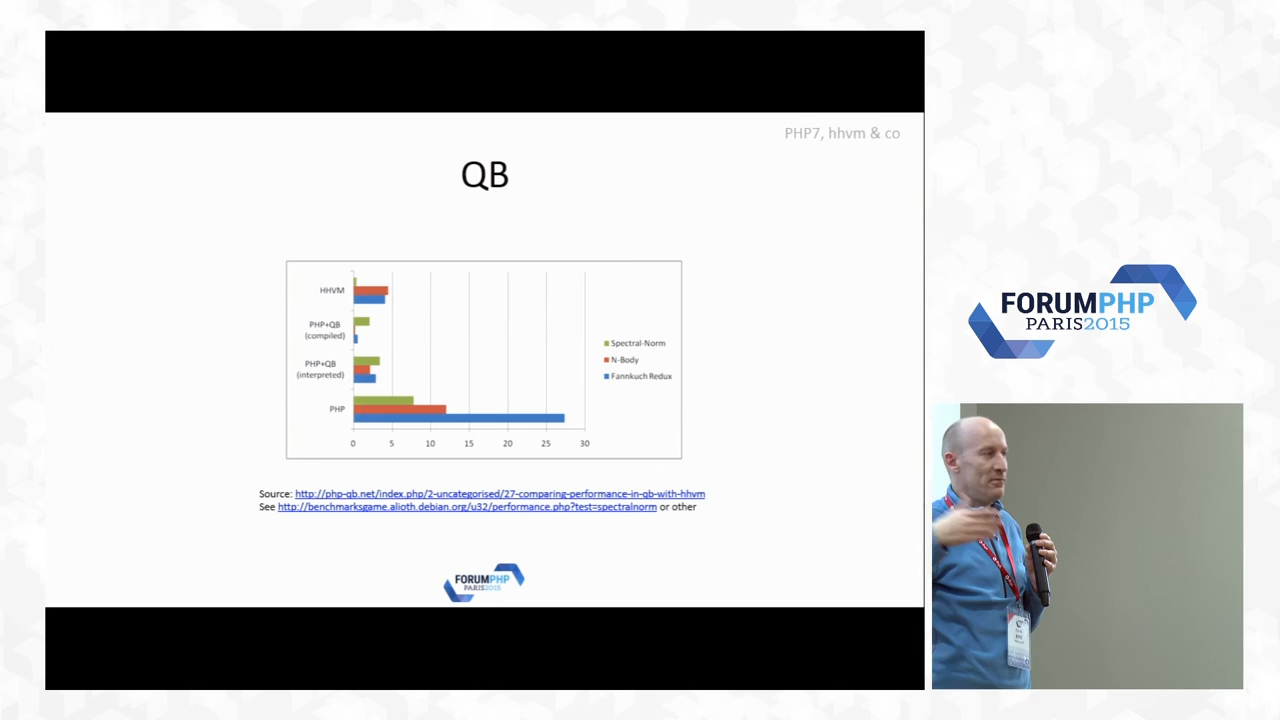 PHP7, hhvm & co
QB
HHVM
PHP+QB
(compiled)
PHP+QB
(interpreted)
PHP
0 5 10 15 20 25 30
Spectral-Norm
N-Body
Fannkuch Redux
Source: http://php-qb.net/index.php/2-uncategorised/27-comparing-performance-in-qb-with-hhvm
See http://benchmarksgame.alioth.debian.org/u32/performance.php?test=spectralnorm or other
FORUMPHP
PARIS2015
FORUMPHP
PARIS2015